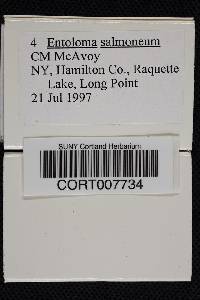 4 Entoloma salmoneum
CM McAvoy
NY, Hamilton Co., Raquette
Lake, Long Point
21 Jul 1997
SUNY Cortland Herbarium
CORT007734